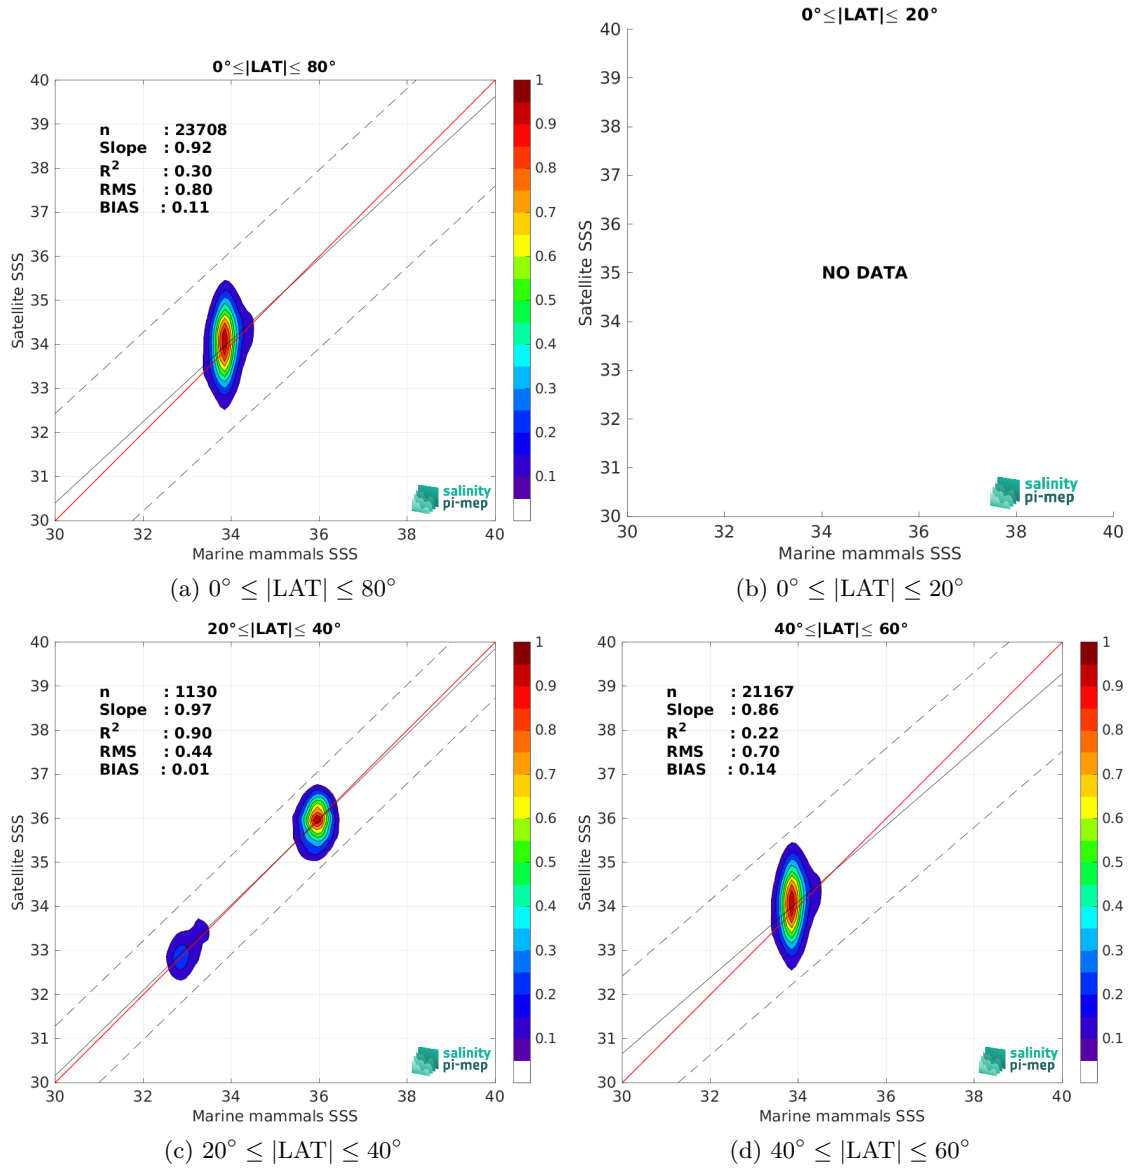 0°≤|LAT|≤ 80°
40
39
38
37
36
35
34
33
32
31
30
n : 23708
Slope : 0.92
R² : 0.30
RMS : 0.80
BIAS : 0.11
Satellite SSS
30 32 34 36 38 40
Marine mammals SSS
1
0.9
0.8
0.7
0.6
0.5
0.4
0.3
0.2
0.1
salinity
pi-mep
(a) 0° ≤ |LAT| ≤ 80°
0°≤|LAT|≤ 20°
40
39
38
37
36
35
34
33
32
31
30
Satellite SSS
NO DATA
salinity
pi-mep
30 32 34 36 38 40
Marine mammals SSS
(b) 0° ≤ |LAT| ≤ 20°
20°≤|LAT|≤ 40°
40
39
38
37
36
35
34
33
32
31
30
n : 1130
Slope : 0.97
R² : 0.90
RMS : 0.44
BIAS : 0.01
Satellite SSS
30 32 34 36 38 40
Marine mammals SSS
1
0.9
0.8
0.7
0.6
0.5
0.4
0.3
0.2
0.1
salinity
pi-mep
(c) 20° ≤ |LAT| ≤ 40°
40°≤|LAT|≤ 60°
40
39
38
37
36
35
34
33
32
31
30
n : 21167
Slope : 0.86
R² : 0.22
RMS : 0.70
BIAS : 0.14
Satellite SSS
30 32 34 36 38 40
Marine mammals SSS
1
0.9
0.8
0.7
0.6
0.5
0.4
0.3
0.2
0.1
salinity
pi-mep
(d) 40° ≤ |LAT| ≤ 60°